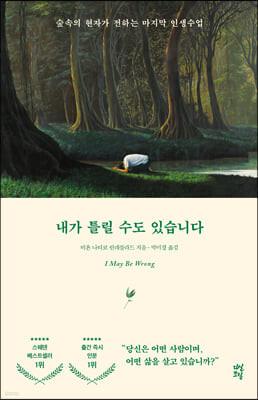 숲속의 현자가 전하는 마지막 인생수업
내가 틀릴 수도 있습니다
비욘 나티코 린데블라드 지음·박미경 옮김
I May Be Wrong
스웨덴
베스트셀러
1위
출간 즉시
인문
1위
“당신은 어떤 사람이며,
어떤 삶을 살고 있습니까?”
다산
초당